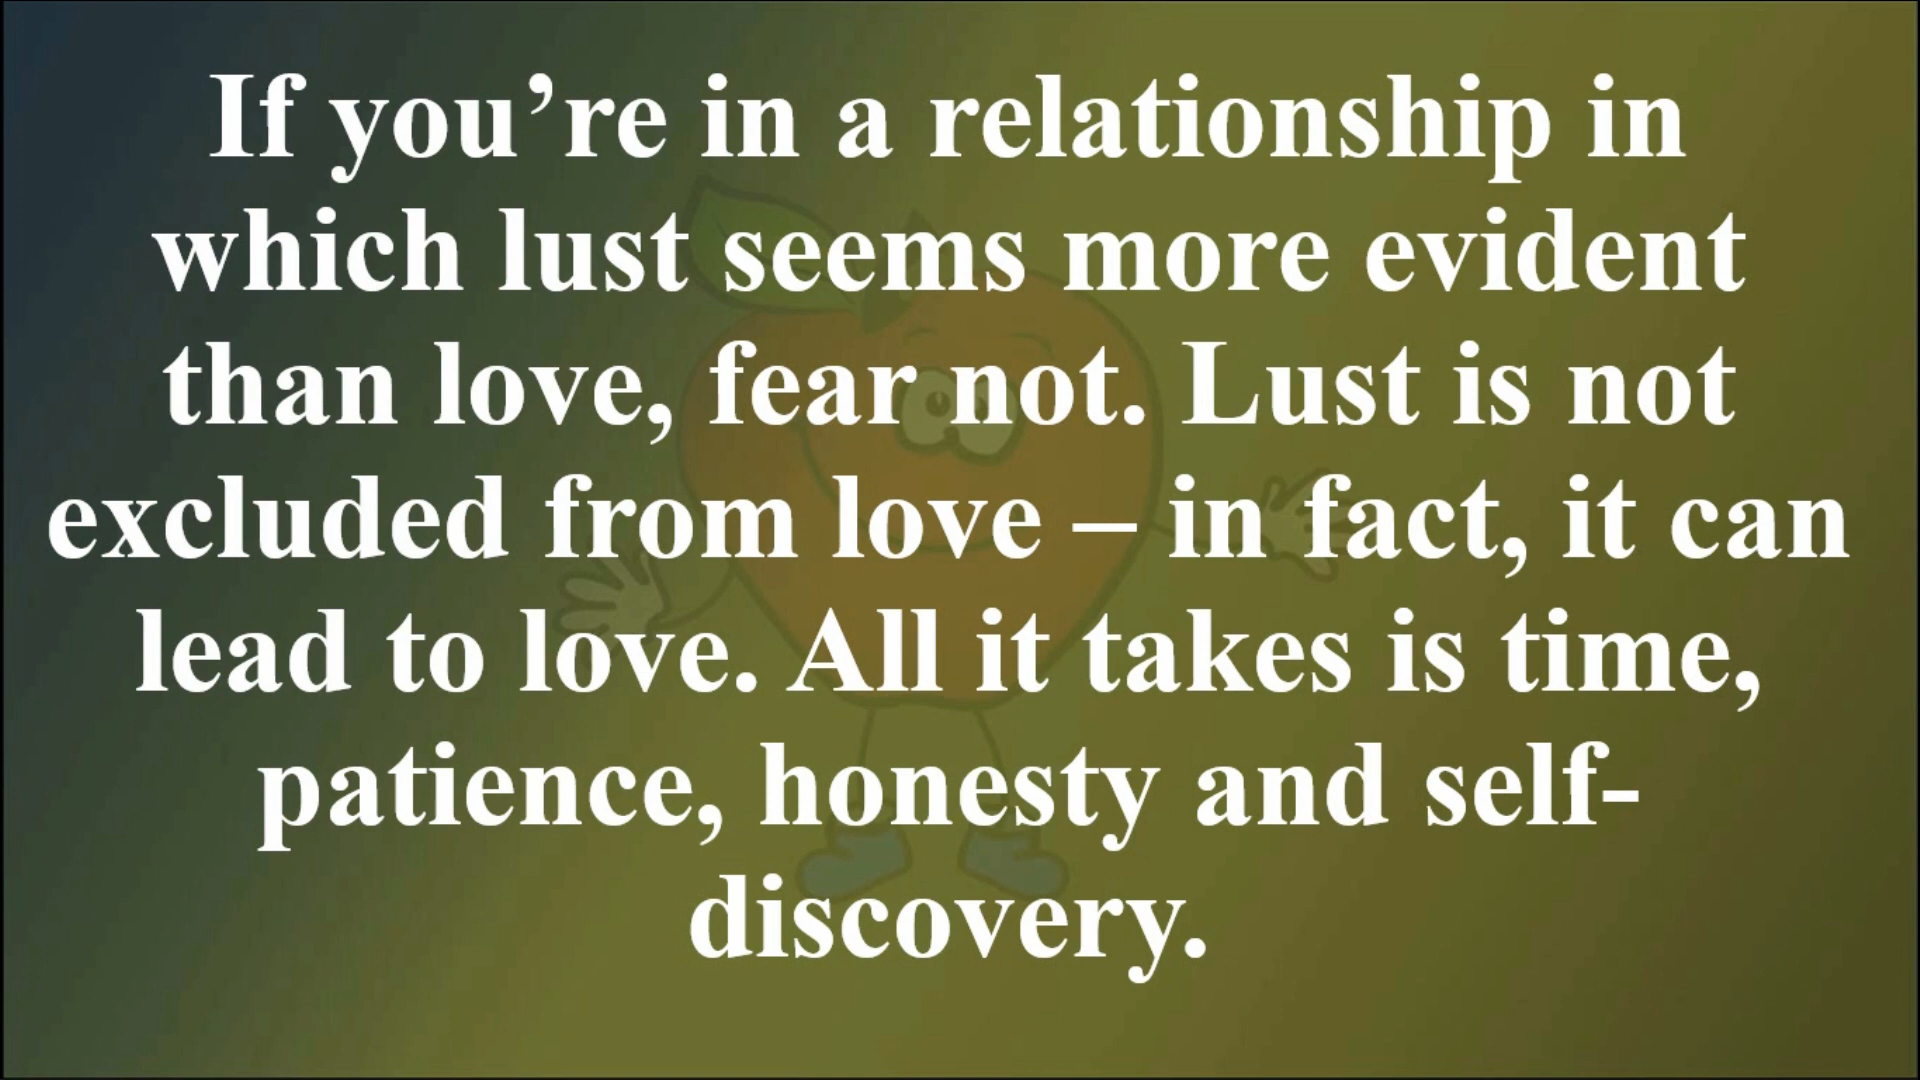 If you’re in a relationship in
which lust seems more evident
than love, fear not. Lust is not
excluded from love – in fact, it can
lead to love. All it takes is time,
patience, honesty and self-
discovery.